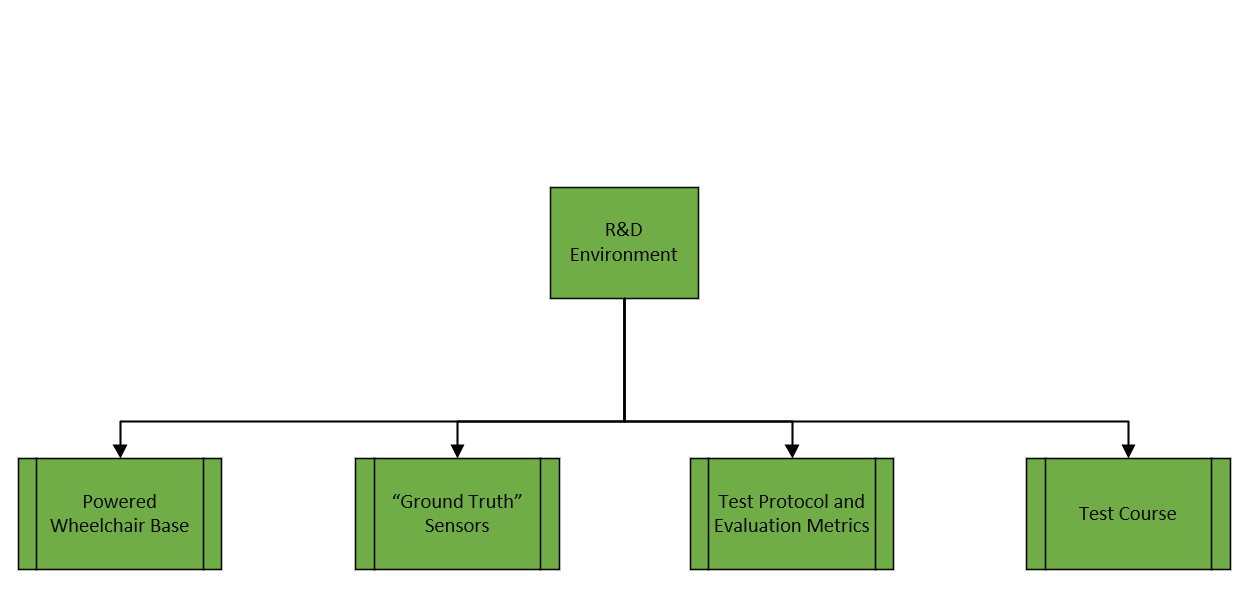 R&D
Environment
Powered
Wheelchair Base
“Ground Truth”
Sensors
Test Protocol and
Evaluation Metrics
Test Course